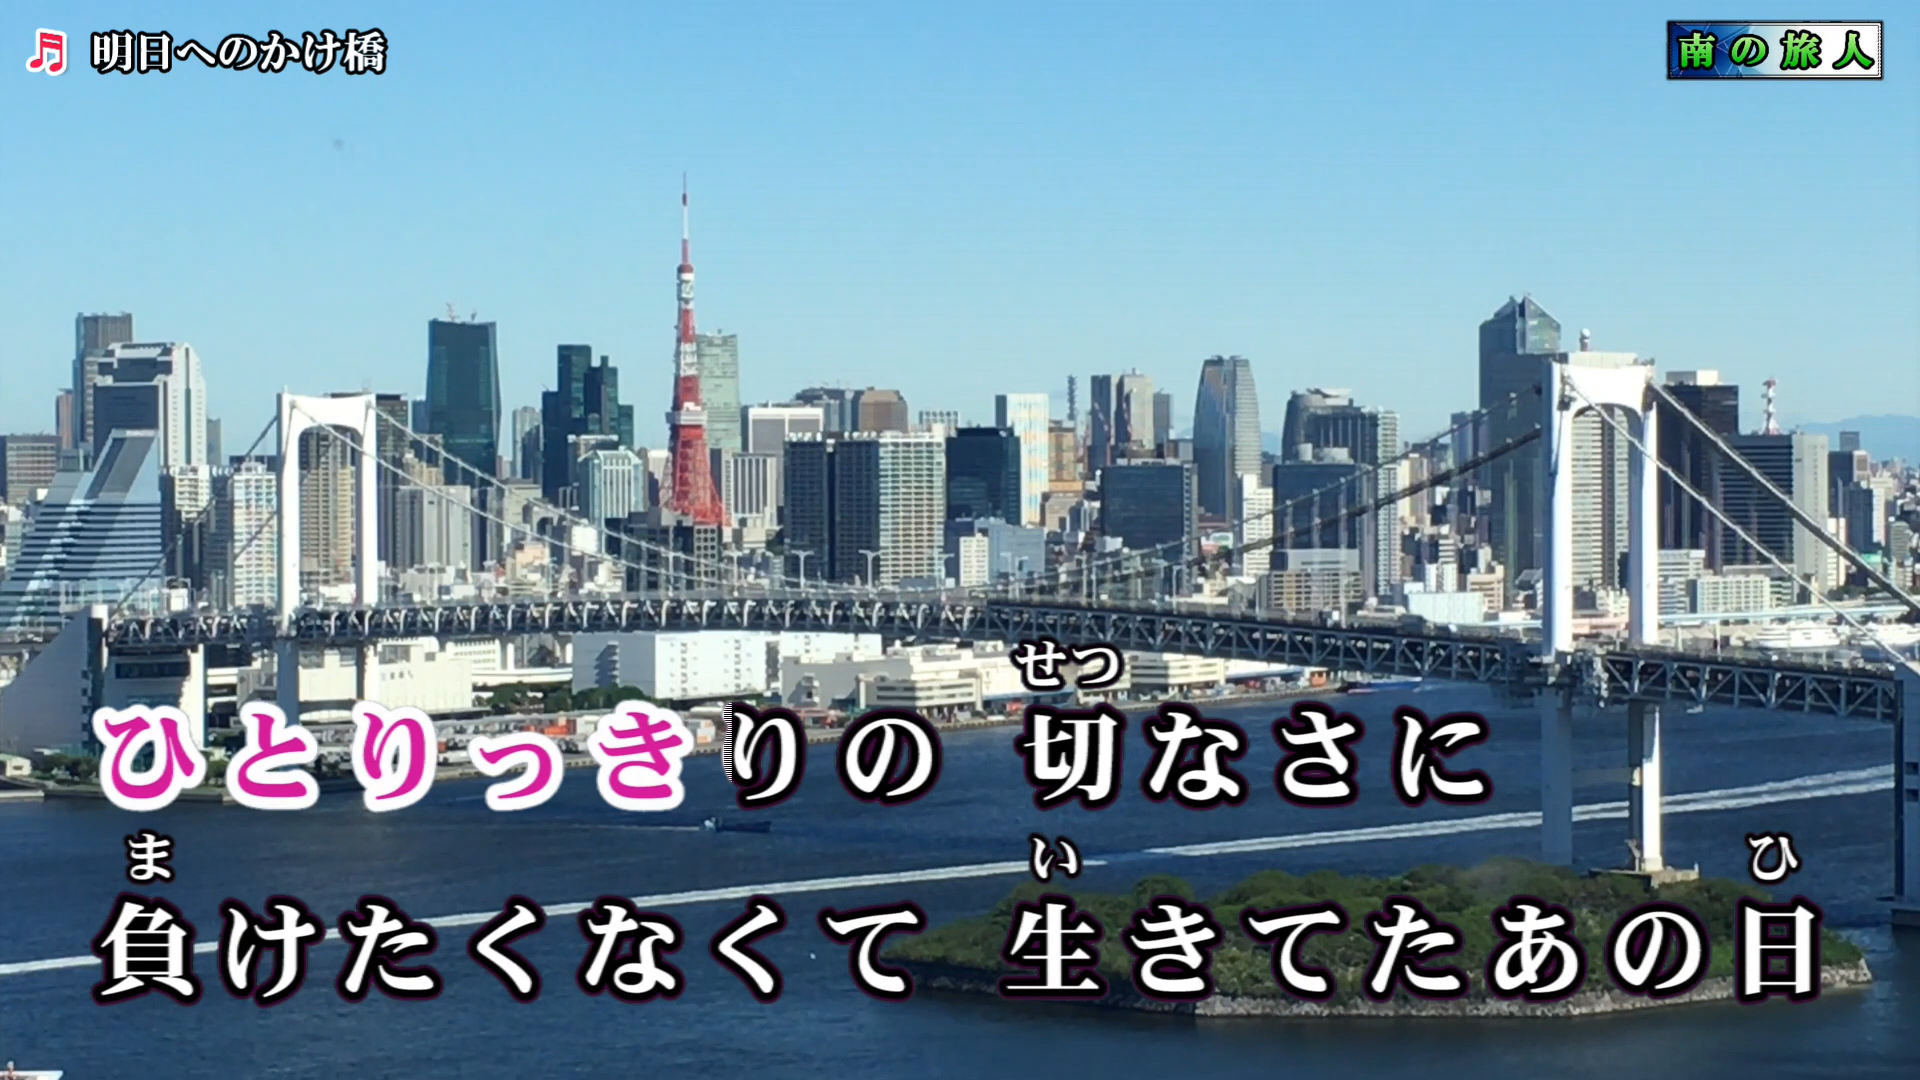 明日へのかけ橋
南の旅人
せつ
ひとりっきりの 切なさに
ま い ひ
負けたくなくて 生きてたあの日